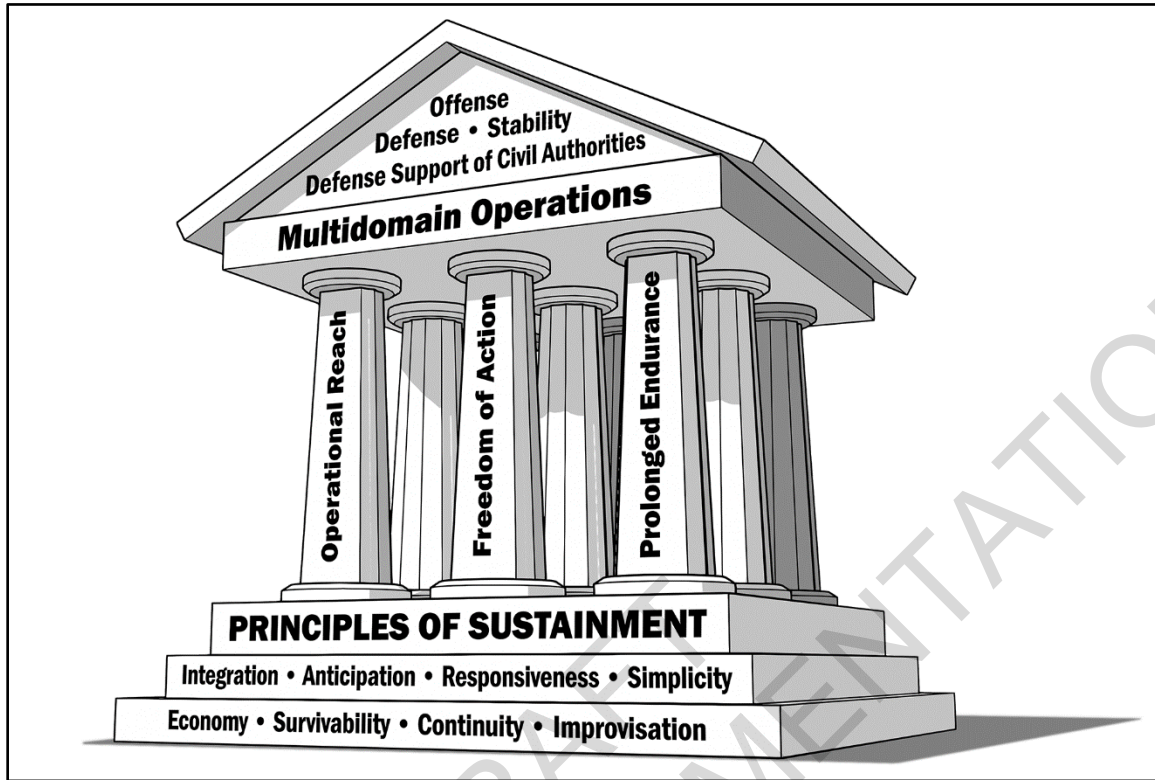 Offense
Defense • Stability
Defense Support of Civil Authorities
Multidomain Operations
Operational Reach
Freedom of Action
Prolonged Endurance
PRINCIPLES OF SUSTAINMENT
Integration • Anticipation • Responsiveness • Simplicity
Economy • Survivability • Continuity • Improvisation